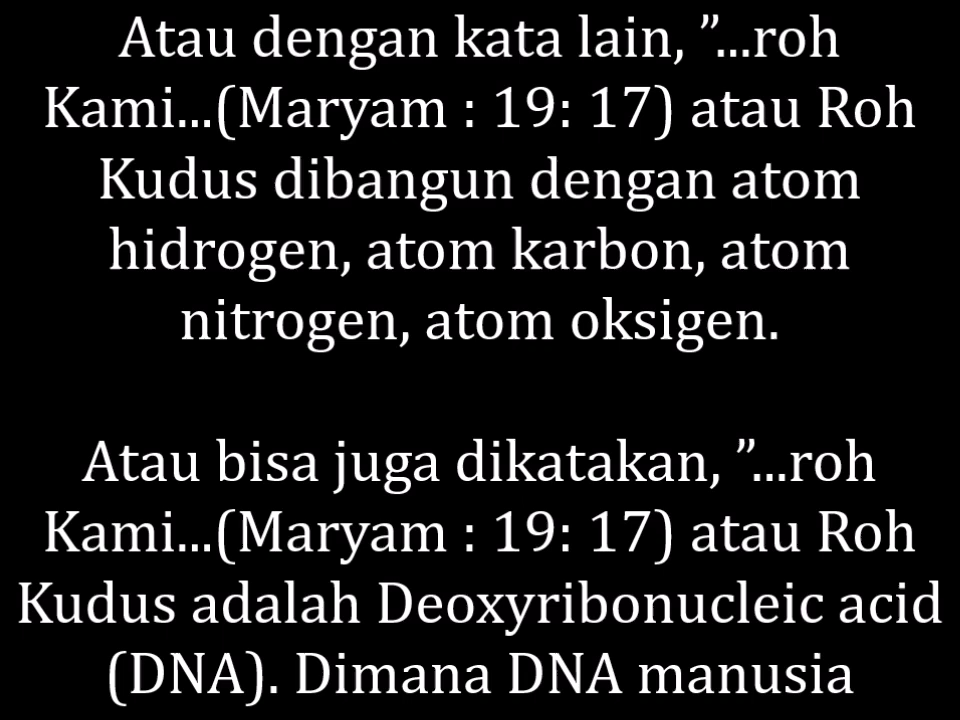 Atau dengan kata lain, ”...roh
Kami...(Maryam : 19: 17) atau Roh
Kudus dibangun dengan atom
hidrogen, atom karbon, atom
nitrogen, atom oksigen.
Atau bisa juga dikatakan, ”...roh
Kami...(Maryam : 19: 17) atau Roh
Kudus adalah Deoxyribonucleic acid
(DNA). Dimana DNA manusia